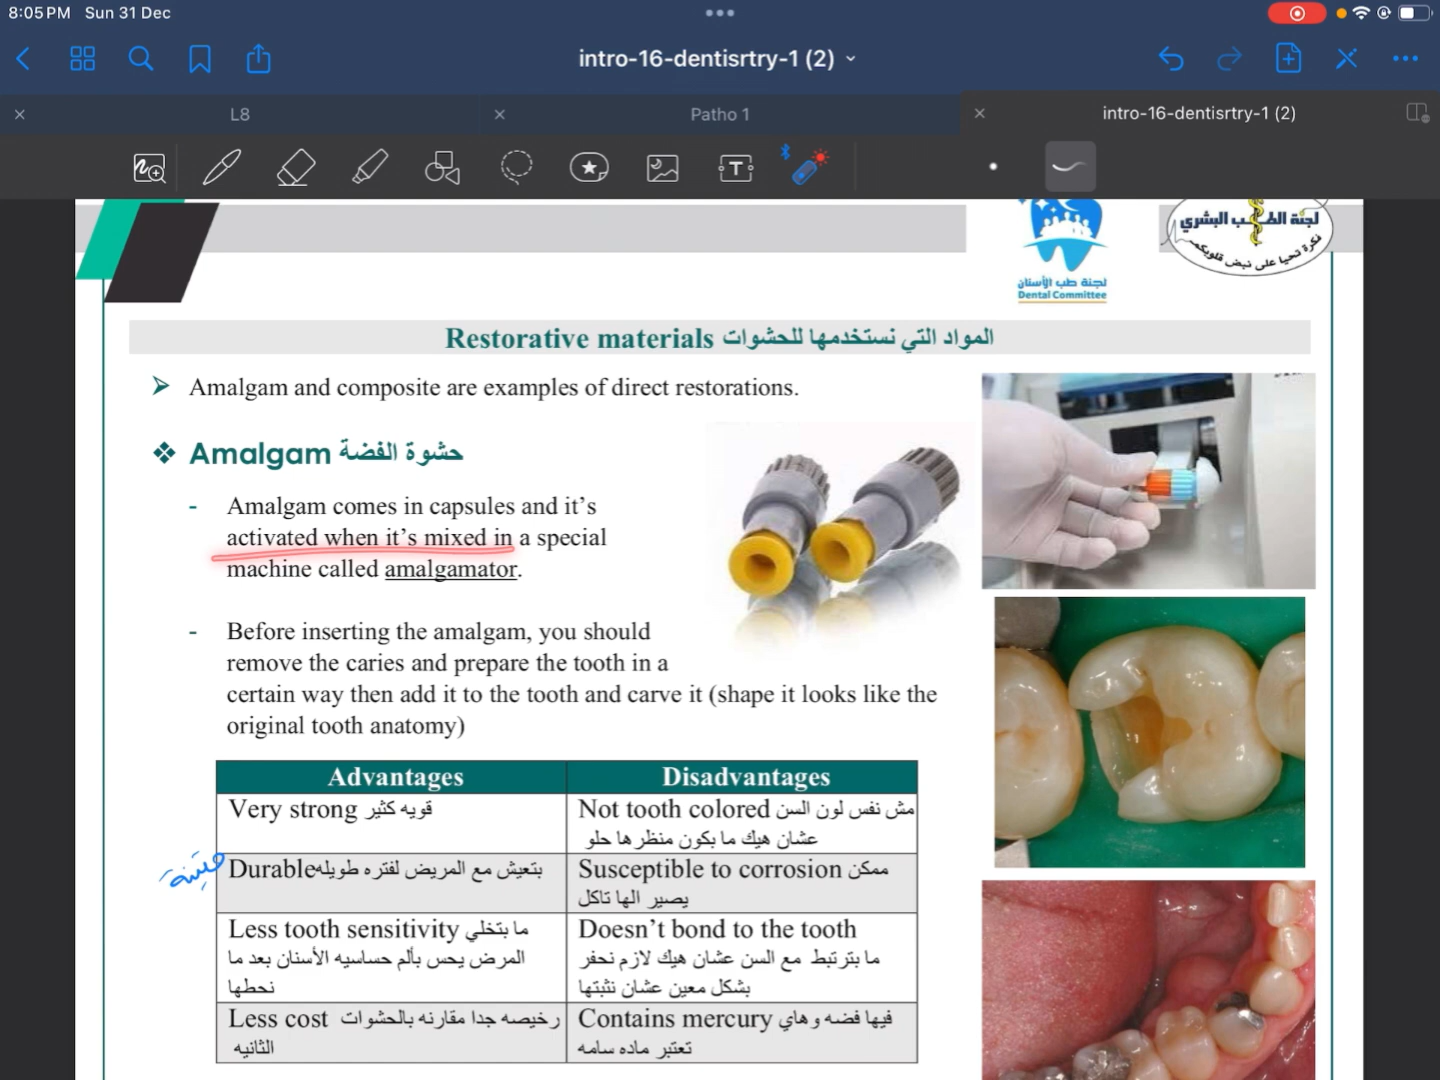 8:05 PM Sun 31 Dec
intro-16-dentisrtry-1 (2)
L8
Patho 1
intro-16-dentisrtry-1 (2)
لجنة طب الأسنان
Dental Committee
لجنة الطب البشري
فكرة تحيا على نبض قلوبكم
Restorative materials المواد التي نستخدمها للحشوات
Amalgam and composite are examples of direct restorations.
Amalgam حشوة الفضة
- Amalgam comes in capsules and it's
activated when it's mixed in a special
machine called amalgamator.
- Before inserting the amalgam, you should
remove the caries and prepare the tooth in a
certain way then add it to the tooth and carve it (shape it looks like the
original tooth anatomy)
Advantages Disadvantages
Very strong قويه كثير
Not tooth colored مش نفس لون السن
عشان هيك ما بكون منظرها حلو
متينة
Durable بتعيش مع المريض لفتره طويله
Susceptible to corrosion ممكن
يصير الها تاكل
Less tooth sensitivity ما بتخلي
المرض يحس بألم حساسيه الأسنان بعد ما
نحطها
Doesn't bond to the tooth
ما بترتبط مع السن عشان هيك لازم نحفر
بشكل معين عشان نثبتها
Less cost رخيصه جدا مقارنه بالحشوات
الثانيه
Contains mercury فيها فضه وهاي
تعتبر ماده سامه